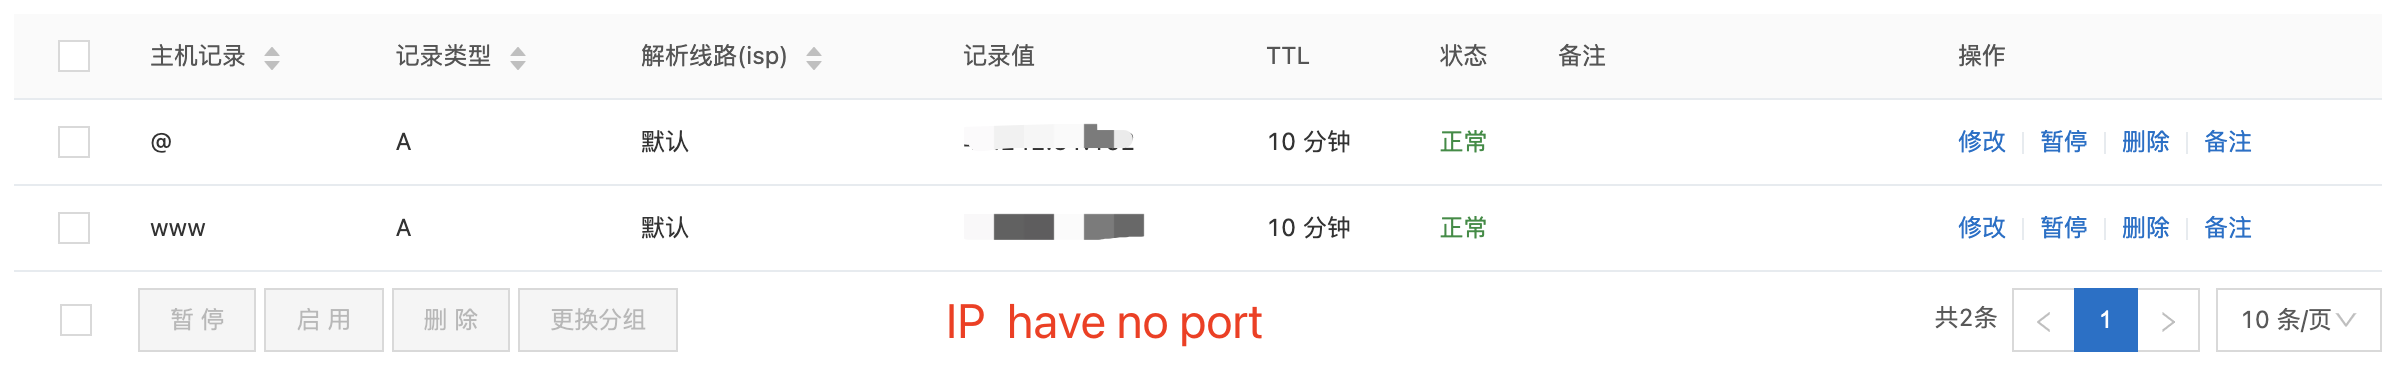 主机记录 记录类型 解析线路(isp) 记录值 TTL 状态 备注 操作
@ A 默认 10 分钟 正常 修改 暂停 删除 备注
www A 默认 10 分钟 正常 修改 暂停 删除 备注
暂 停 启 用 删 除 更换分组 IP have no port 共2条 < 1 > 10 条/页